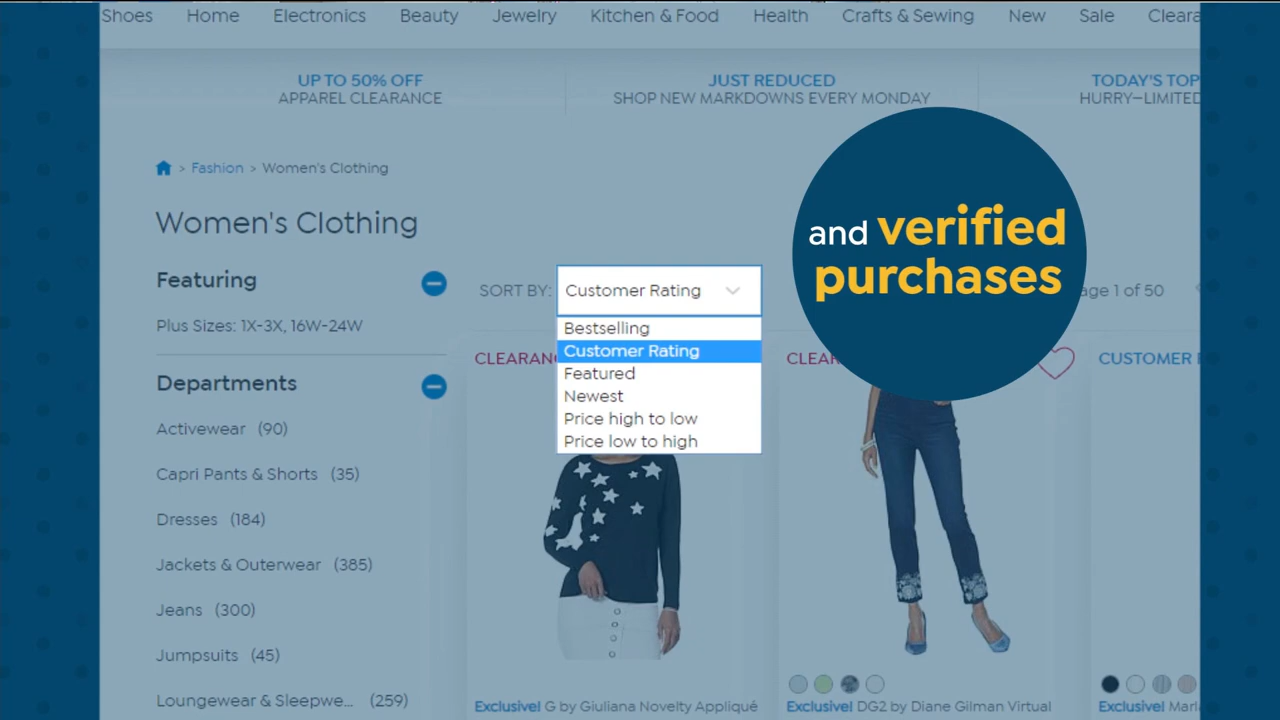 Shoes Home Electronics Beauty Jewelry Kitchen & Food Health Crafts & Sewing New Sale
UP TO 50% OFF
APPAREL CLEARANCE
JUST REDUCED
SHOP NEW MARKDOWNS EVERY MONDAY
TODAY'S TOP
HURRY—LIMITED
> Fashion > Women's Clothing
Women's Clothing
and verified
purchases
Featuring
Plus Sizes: 1X-3X, 16W-24W
SORT BY: Customer Rating
Bestselling
Customer Rating
Featured
Newest
Price high to low
Price low to high
age 1 of 50
CUSTOMER
Departments
Activewear (90)
Capri Pants & Shorts (35)
Dresses (184)
Jackets & Outerwear (385)
Jeans (300)
Jumpsuits (45)
Loungewear & Sleepwe... (259)
Exclusive! G by Giuliana Novelty Appliqué
Exclusive! DG2 by Diane Gilman Virtual
Exclusive!